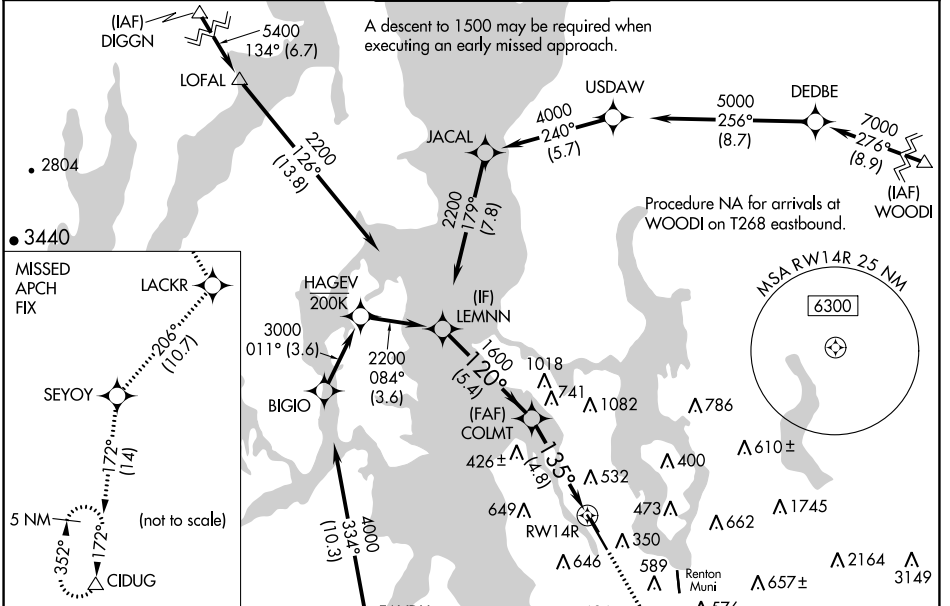 (IAF)
DIGGN
5400
134° (6.7)
LOFAL
A descent to 1500 may be required when
executing an early missed approach.
USDAW
DEDBE
4000
240°
(5.7)
5000
256°
(8.7)
7000
276°
(8.9)
(IAF)
WOODI
JACAL
2200
126°
(13.8)
2200
179°
(7.8)
2804
3440
Procedure NA for arrivals at
WOODI on T268 eastbound.
MSA RW14R 25 NM
6300
MISSED
APCH
FIX
LACKR
206°
(10.7)
SEYOY
172°
(14)
5 NM
(not to scale)
352°
172°
CIDUG
HAGEV
200K
3000
011° (3.6)
2200
084°
(3.6)
BIGIO
(IF)
LEMNN
1600
120°
(5.4)
(FAF)
COLMT
135°
(4.8)
RW14R
4000
334°
(10.3)
1018
741
1082
786
610±
426±
532
400
649
473
662
1745
350
646
589
Renton
Muni
657±
2164
3149
576